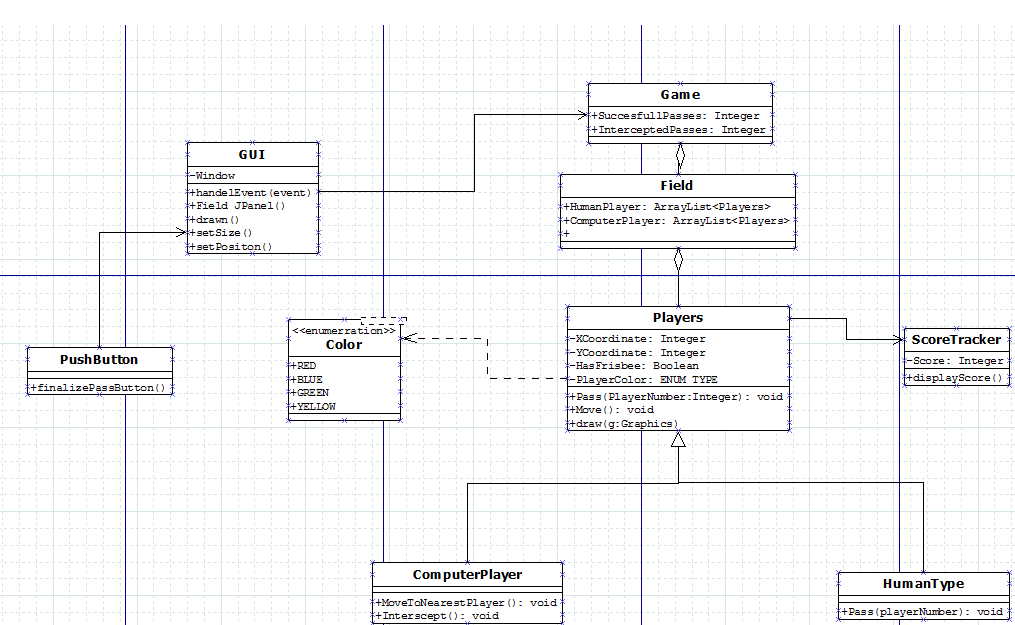 Game
+SuccesfullPasses: Integer
+InterceptedPasses: Integer
GUI
-Window
+handelEvent(event)
+Field JPanel()
+drawn()
+setSize()
+setPositon()
Field
+HumanPlayer: ArrayList<Players>
+ComputerPlayer: ArrayList<Players>
+
Players
-XCoordinate: Integer
-YCoordinate: Integer
-HasFrisbee: Boolean
-PlayerColor: ENUM TYPE
+Pass(PlayerNumber:Integer): void
+Move(): void
+draw(g:Graphics)
<<enumerration>>
Color
+RED
+BLUE
+GREEN
+YELLOW
ScoreTracker
-Score: Integer
+displayScore()
PushButton
+finalizePassButton()
ComputerPlayer
+MoveToNearestPlayer(): void
+Interscept(): void
HumanType
+Pass(playerNumber): void